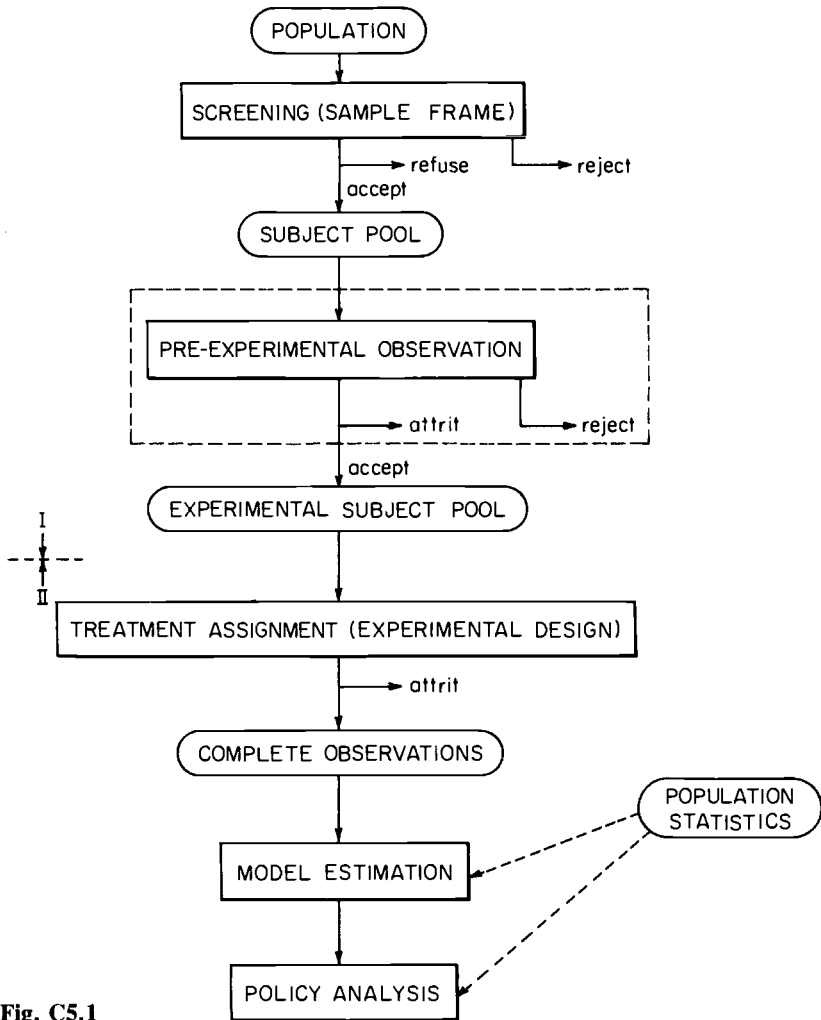 POPULATION
SCREENING (SAMPLE FRAME)
refuse
reject
accept
SUBJECT POOL
PRE-EXPERIMENTAL OBSERVATION
attrit
reject
accept
EXPERIMENTAL SUBJECT POOL
I
II
TREATMENT ASSIGNMENT (EXPERIMENTAL DESIGN)
attrit
COMPLETE OBSERVATIONS
POPULATION
STATISTICS
MODEL ESTIMATION
POLICY ANALYSIS
Fig. C5.1